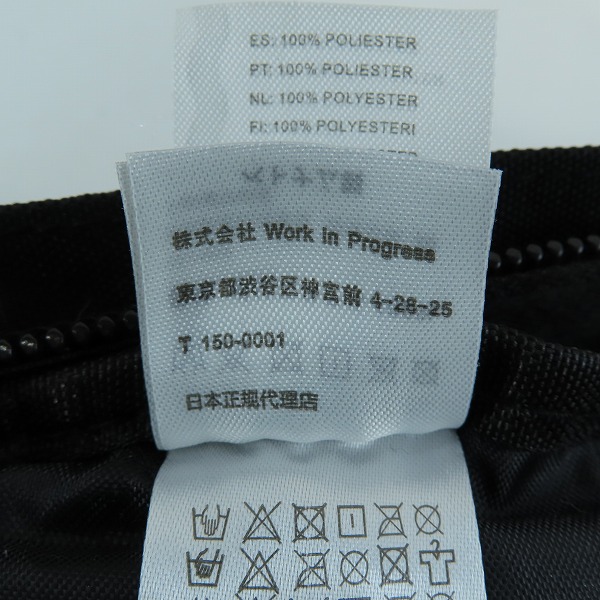 ES: 100% POLIESTER
PT: 100% POLIESTER
NL: 100% POLYESTER
FI: 100% POLYESTERI
株式会社 Work in Progress
東京都渋谷区神宮前 4-28-25
T 150-0001
日本正規代理店